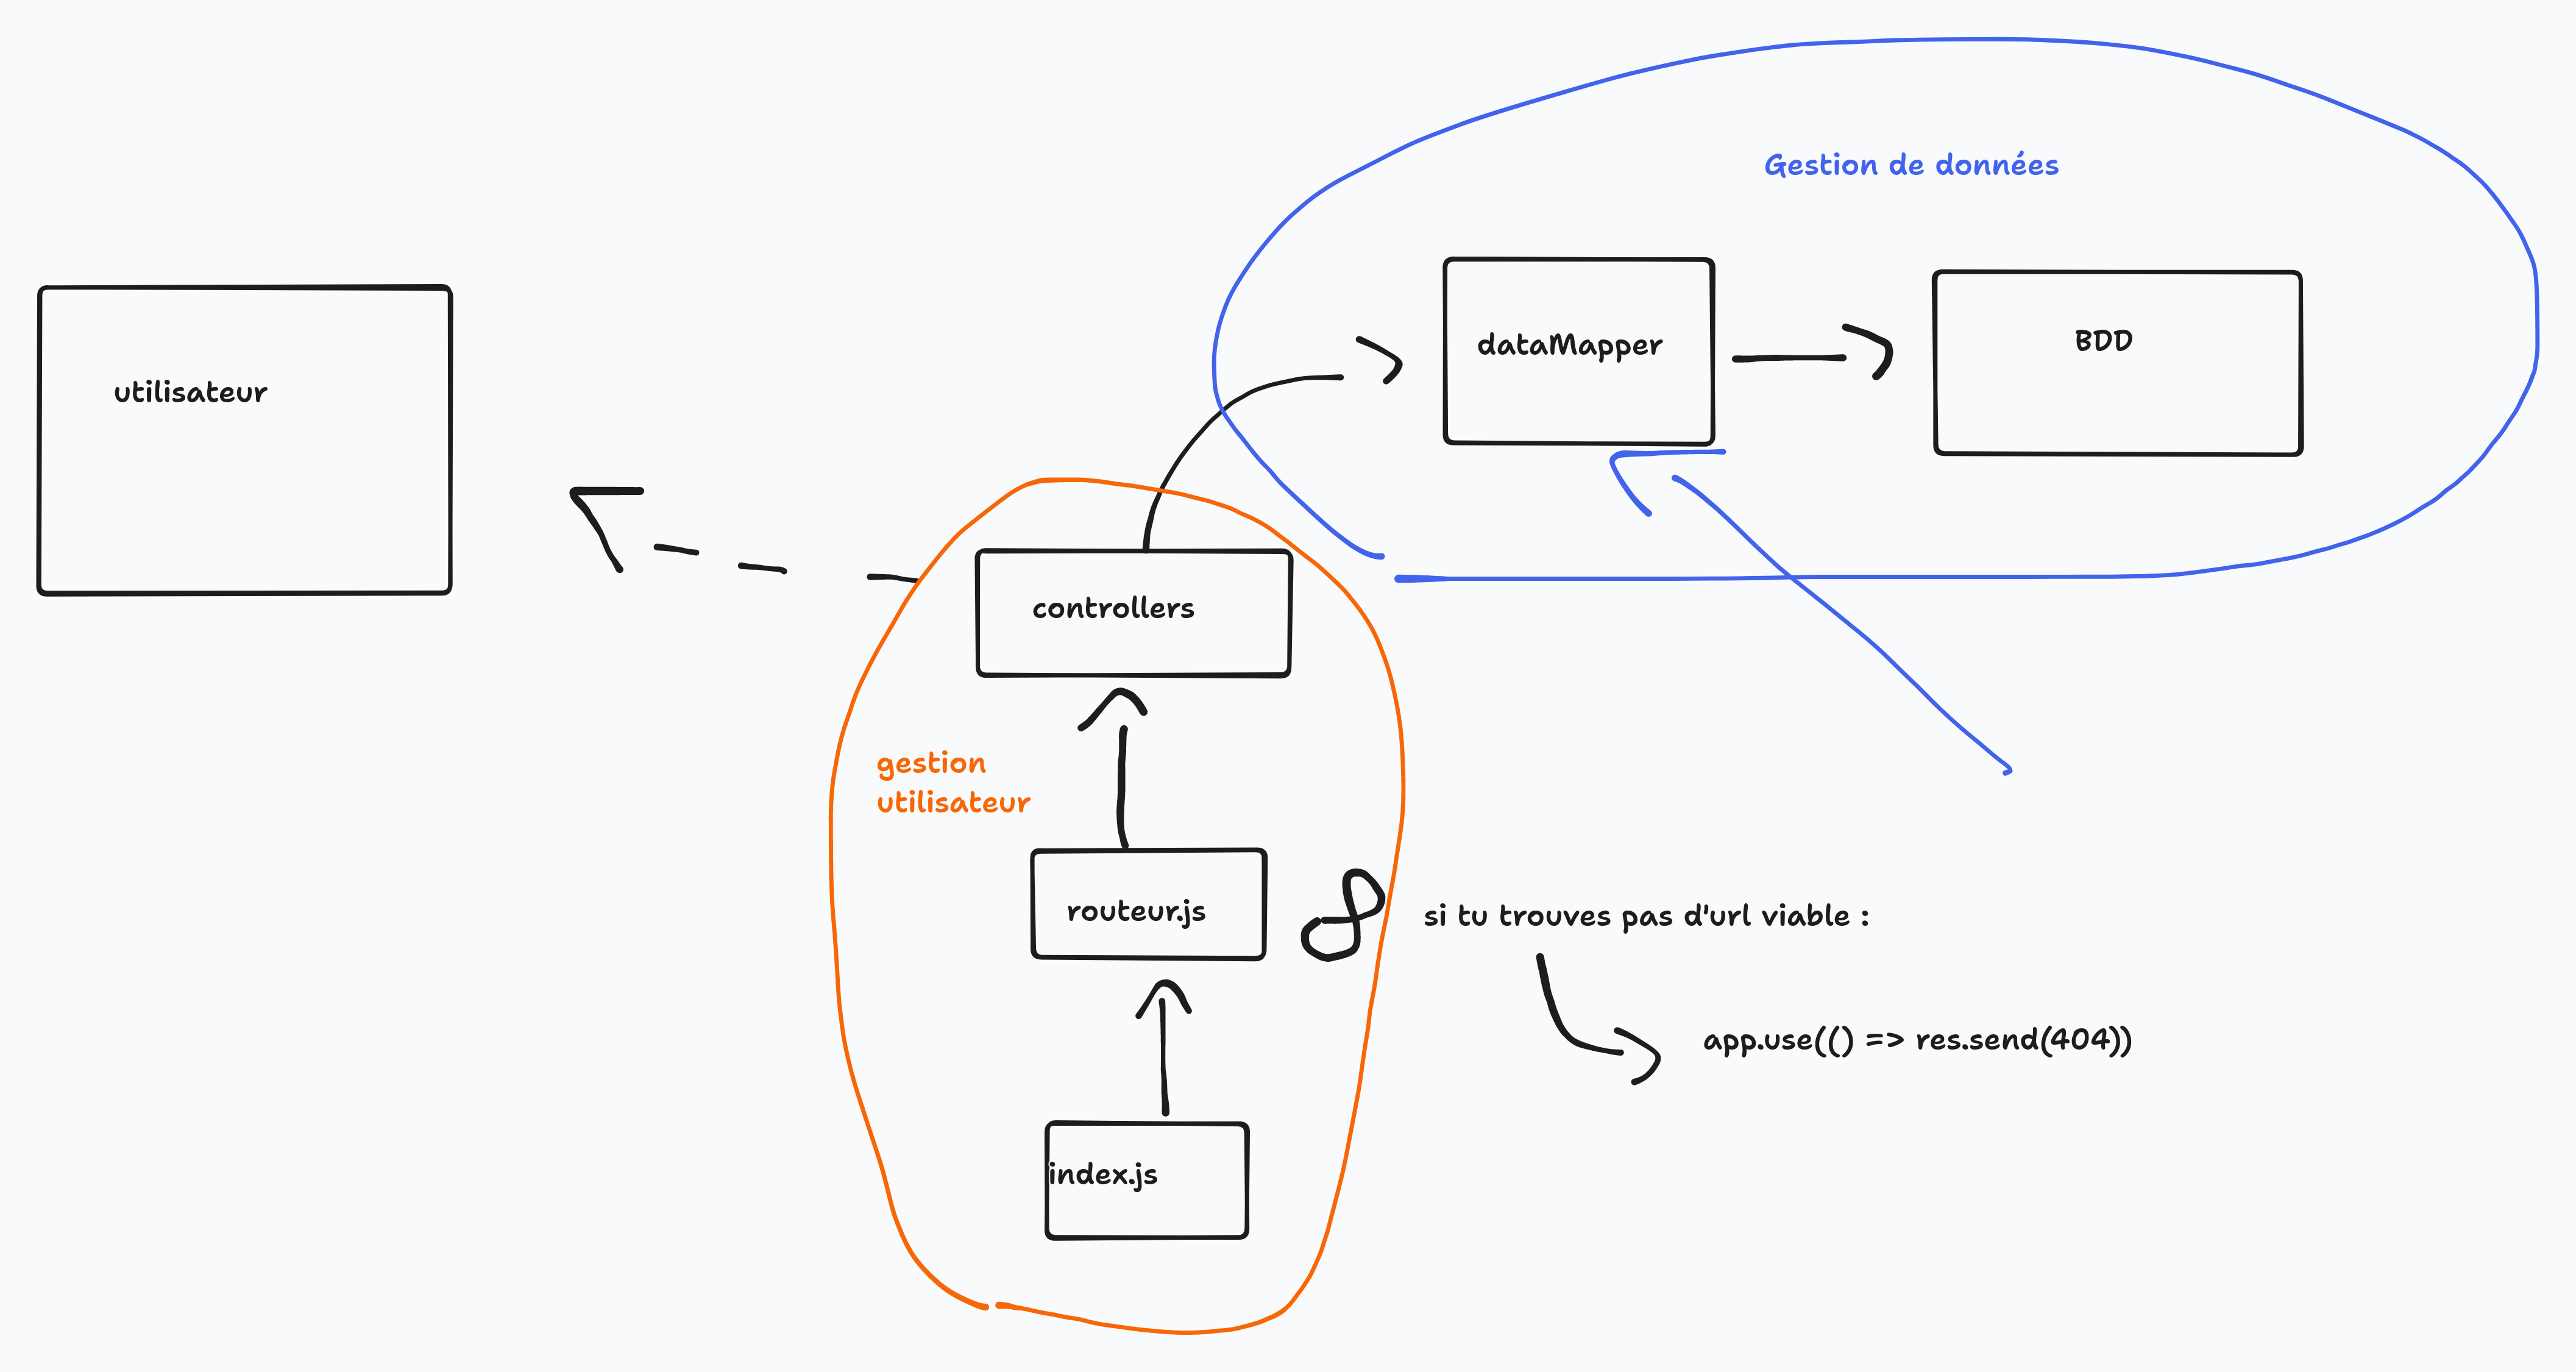 Gestion de données
utilisateur
dataMapper
BDD
controllers
gestion
utilisateur
routeur.js
si tu trouves pas d'url viable :
app.use(() => res.send(404))
index.js